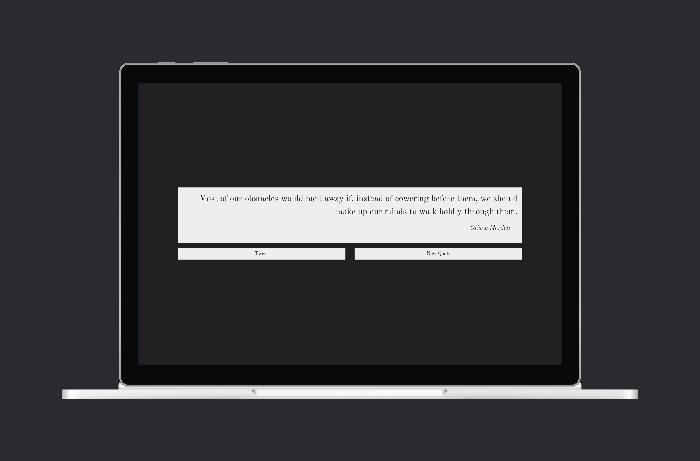 Most of our obstacles would melt away if, instead of cowering before them, we should
make up our minds to walk boldly through them.
Orison Marden
Tweet
New Quote